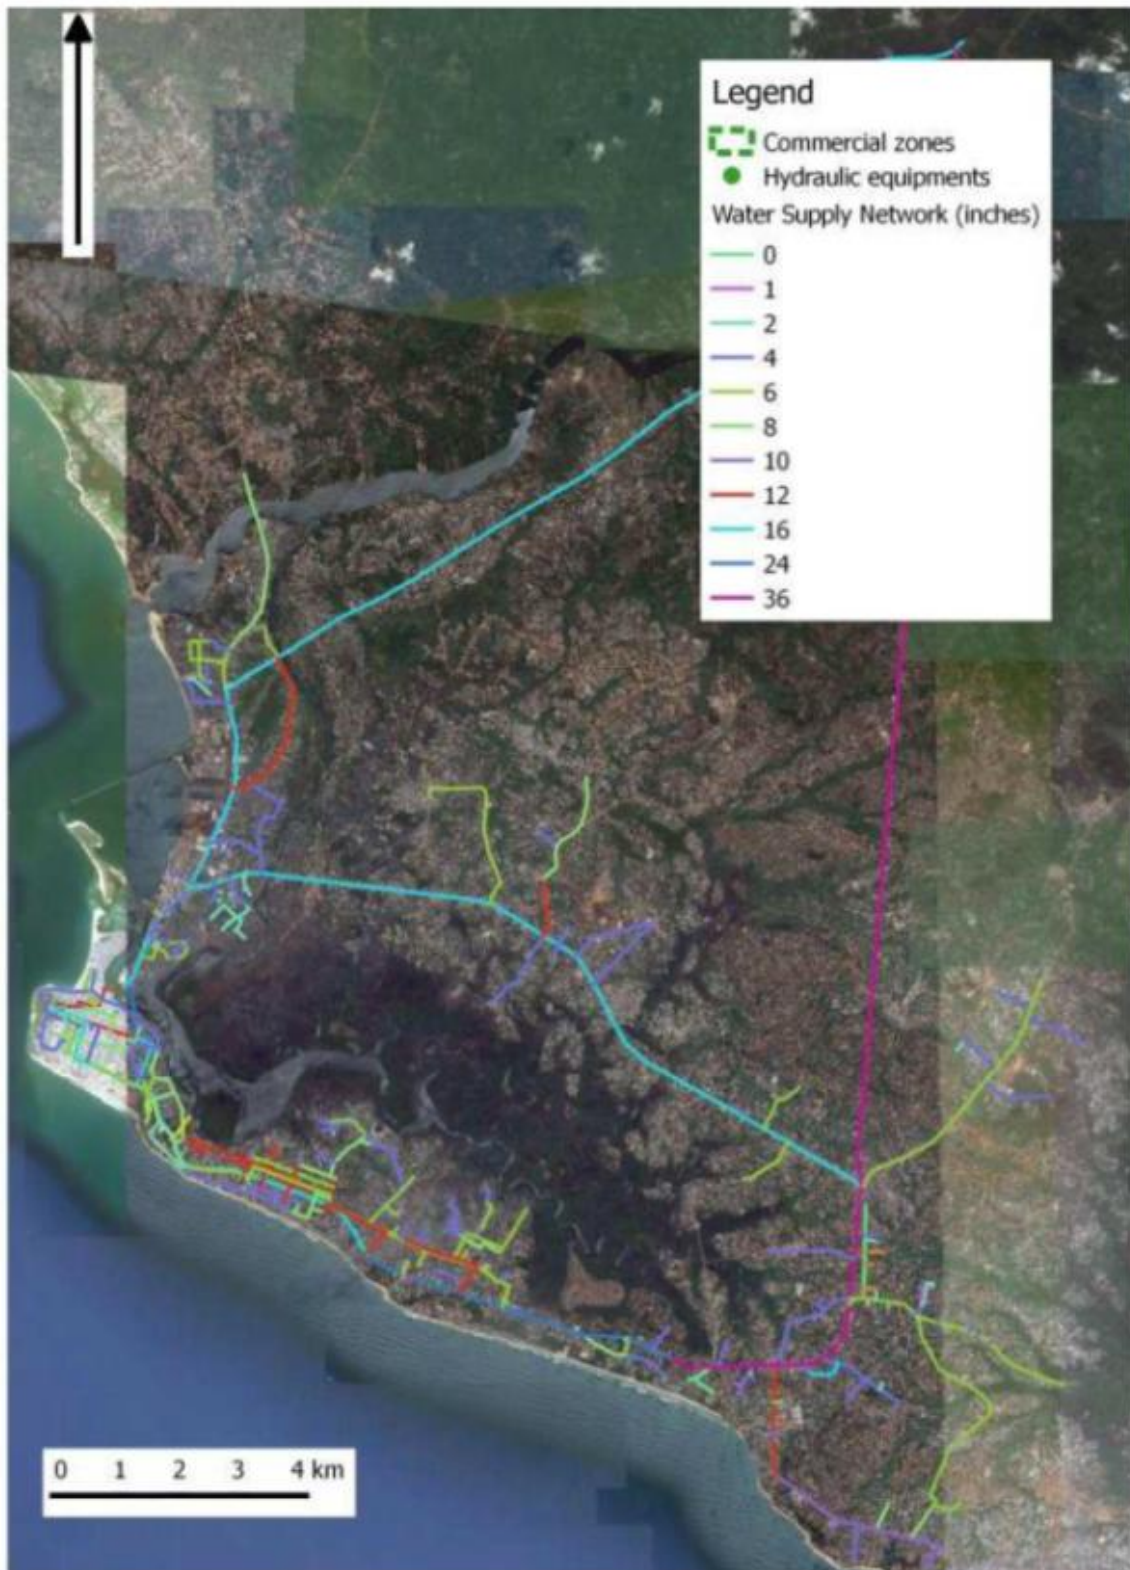 Legend
Commercial zones
Hydraulic equipments
Water Supply Network (inches)
0
1
2
4
6
8
10
12
16
24
36
0 1 2 3 4 km